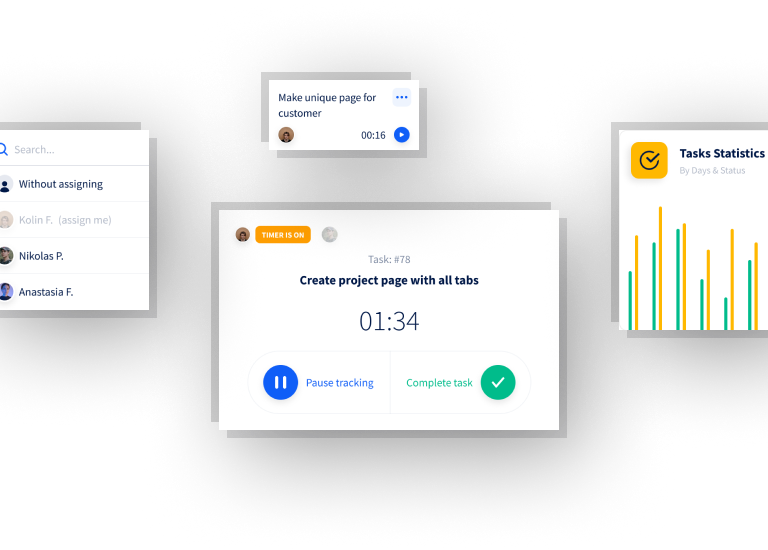 Make unique page for
customer
00:16
Search...
Without assigning
Kolin F. (assign me)
Nikolas P.
Anastasia F.
TIMER IS ON
Task: #78
Create project page with all tabs
01:34
Pause tracking
Complete task
Tasks Statistics
By Days & Status